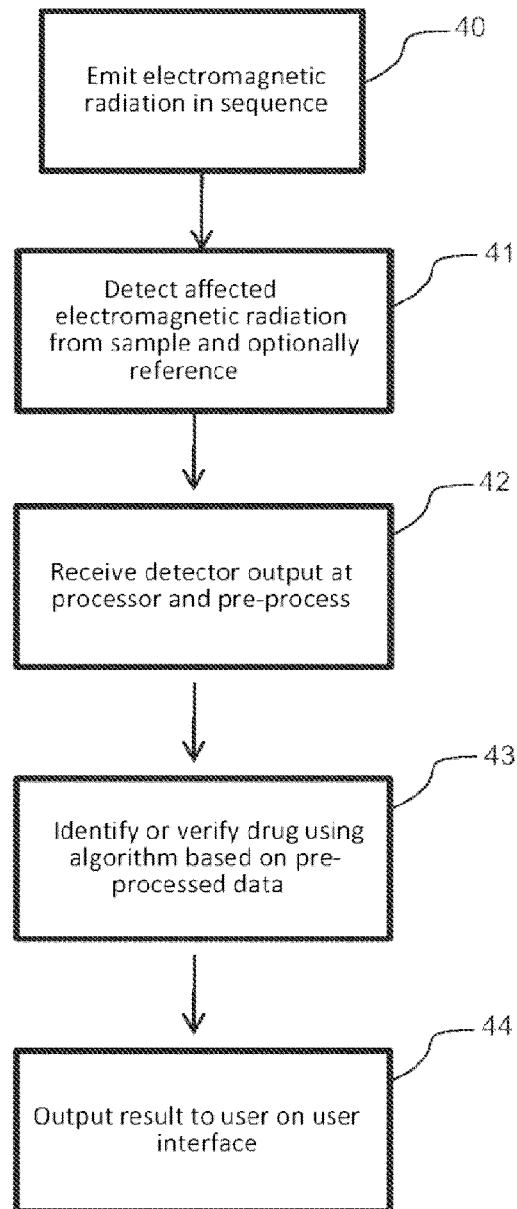 40
Emit electromagnetic
radiation in sequence
41
Detect affected
electromagnetic radiation
from sample and optionally
reference
42
Receive detector output at
processor and pre-process
43
Identify or verify drug using
algorithm based on pre-
processed data
44
Output result to user on user
interface